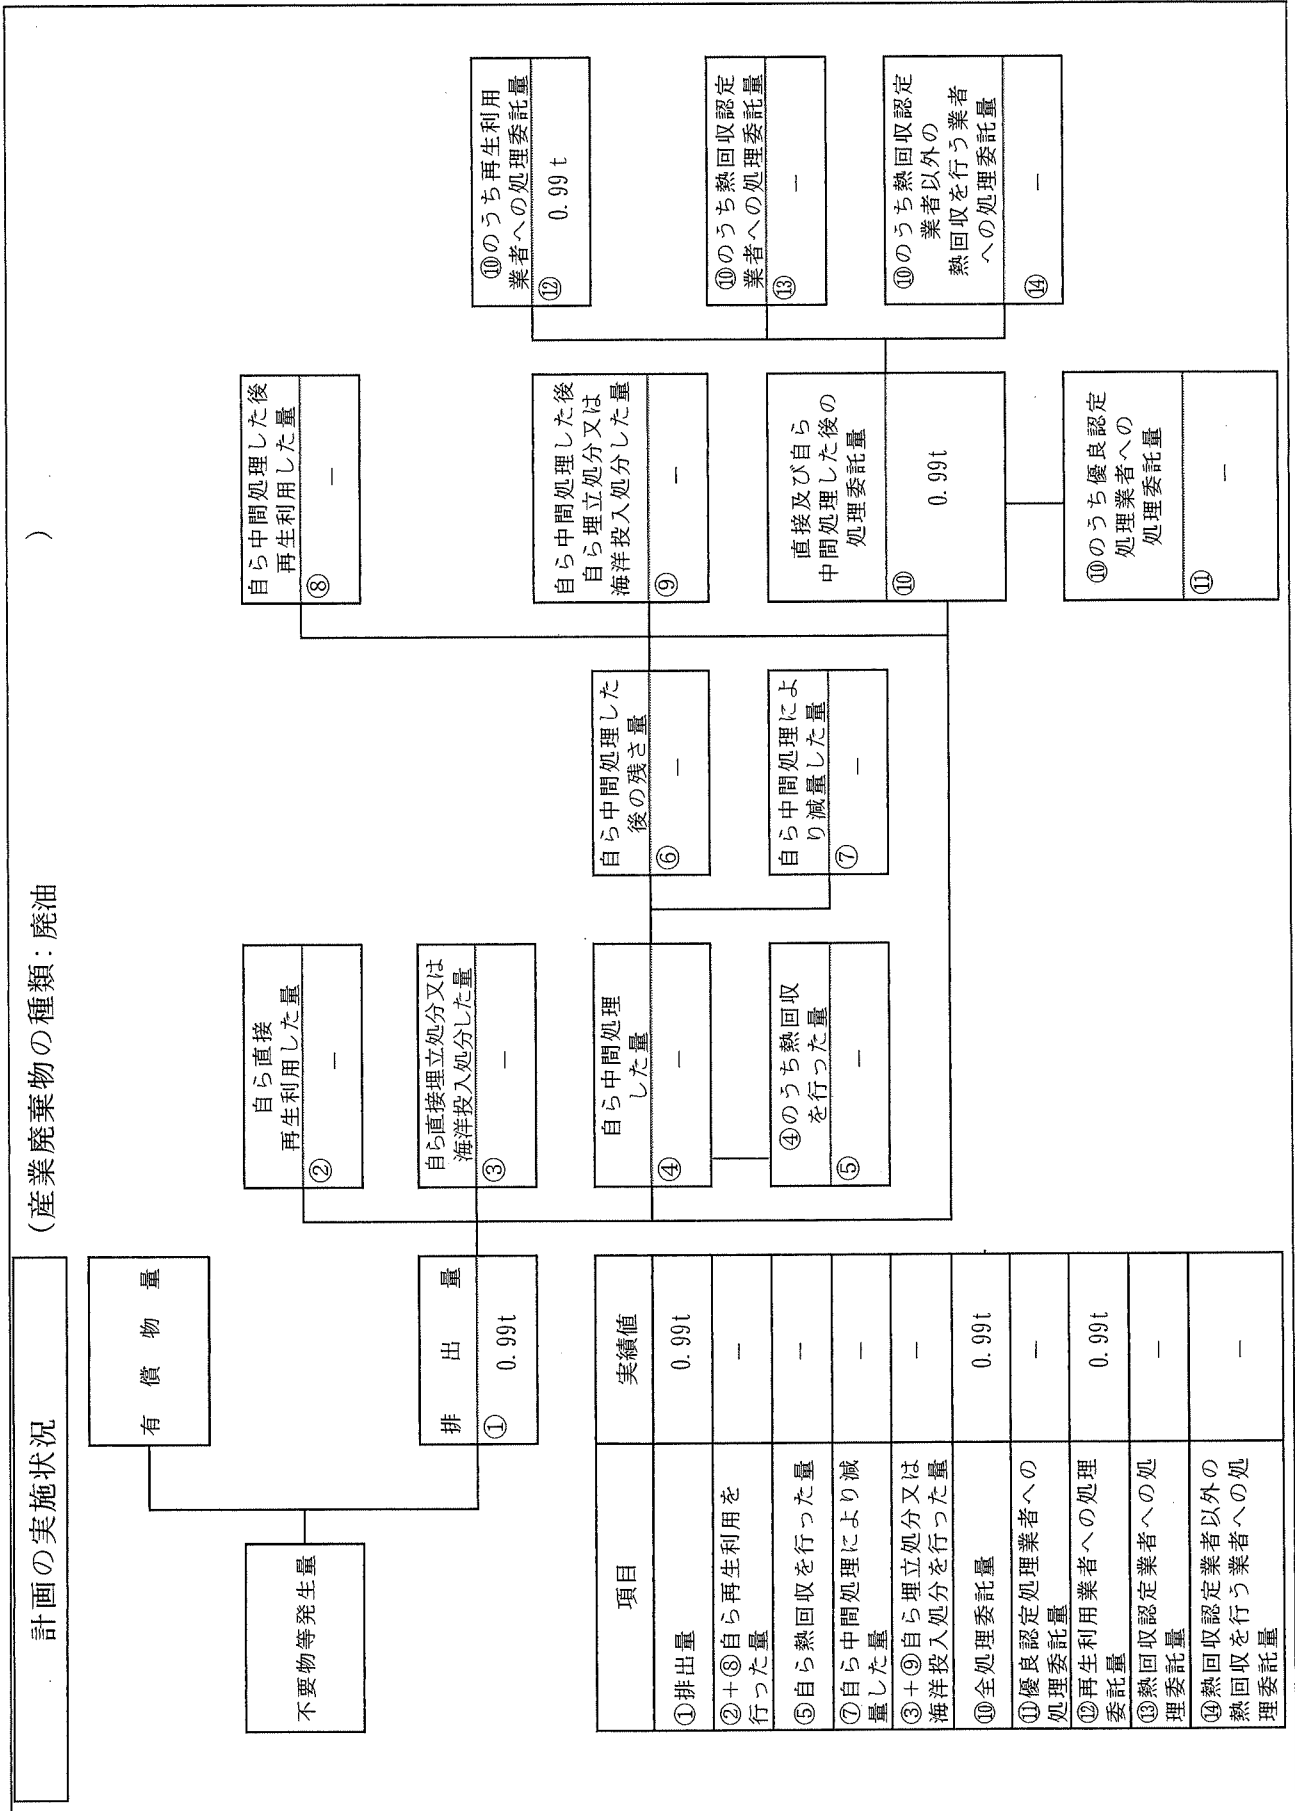 計画の実施状況
（産業廃棄物の種類：廃油
）
不要物等発生量
有償物量
排出量
① 0.99t
自ら直接
再生利用した量
② －
自ら直接埋立処分又は
海洋投入処分した量
③ －
自ら中間処理
した量
④ －
④のうち熱回収
を行った量
⑤ －
自ら中間処理した
後の残さ量
⑥ －
自ら中間処理によ
り減量した量
⑦ －
自ら中間処理した後
再生利用した量
⑧ －
自ら中間処理した後
自ら埋立処分又は
海洋投入処分した量
⑨ －
直接及び自ら
中間処理した後の
処理委託量
⑩ 0.99t
⑩のうち優良認定
処理業者への
処理委託量
⑪ －
⑩のうち再生利用
業者への処理委託量
⑫ 0.99t
⑩のうち熱回収認定
業者への処理委託量
⑬ －
⑩のうち熱回収認定
業者以外の
熱回収を行う業者
への処理委託量
⑭ －
項目 実績値
①排出量 0.99t
②+⑧自ら再生利用を
行った量 －
⑤自ら熱回収を行った量 －
⑦自ら中間処理により減
量した量 －
③+⑨自ら埋立処分又は
海洋投入処分を行った量 －
⑩全処理委託量 0.99t
⑪優良認定処理業者への
処理委託量 －
⑫再生利用業者への処理
委託量 0.99t
⑬熱回収認定業者への処
理委託量 －
⑭熱回収認定業者以外の
熱回収を行う業者への処
理委託量 －